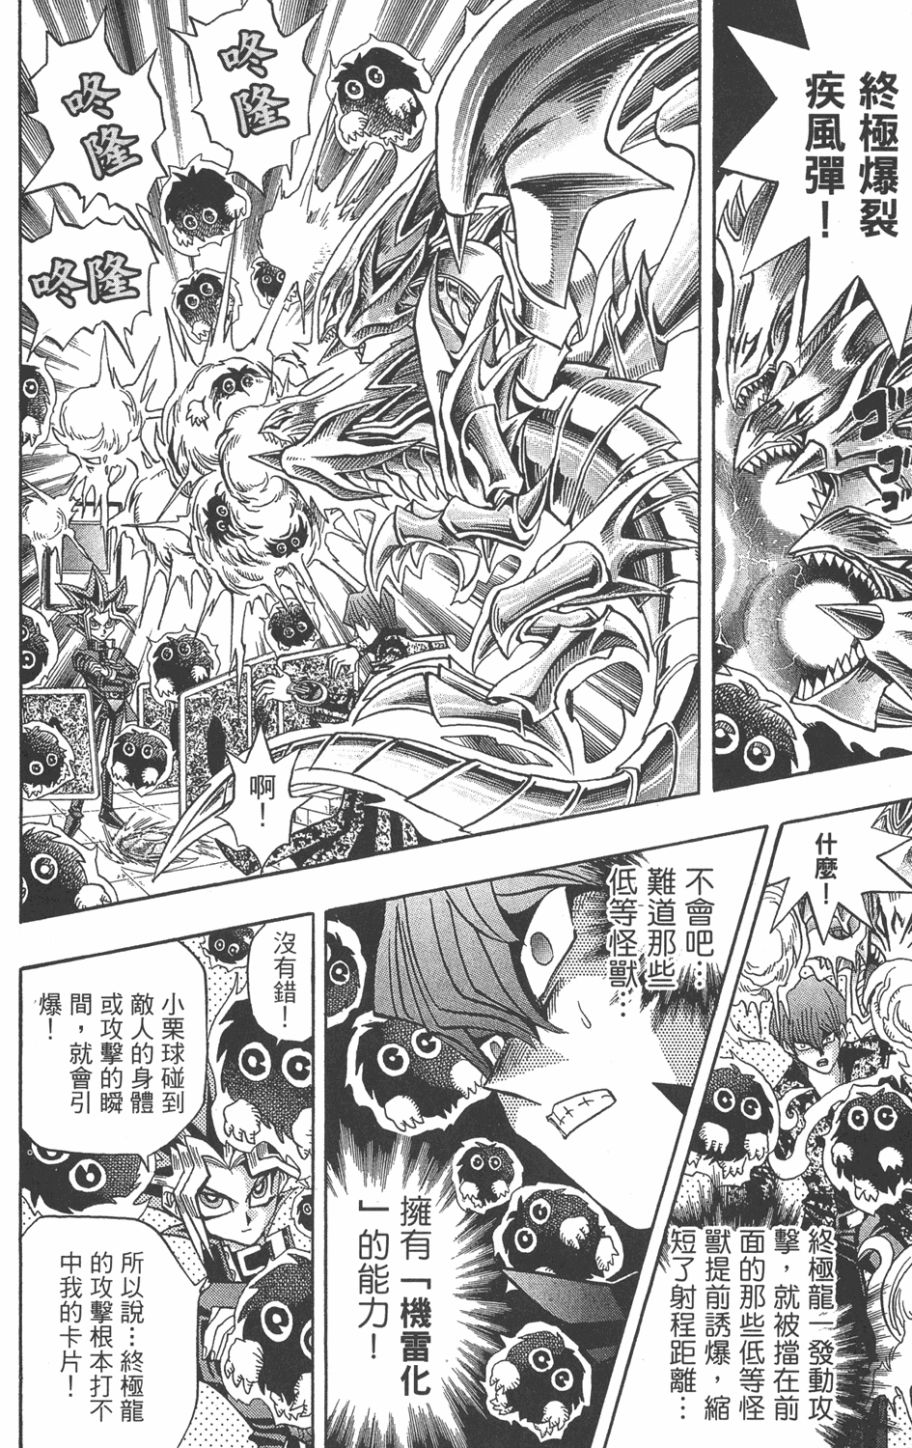 終極爆裂
疾風彈！
ゴゴゴ
咚
隆
咚
隆
咚隆
啊！
什麼！
終極龍一發動攻
擊，就被擋在前
面的那些低等怪
獸提前誘爆，縮
短了射程距離…
不會吧…
難道那些
低等怪獸…
擁有「機雷化
」的能力！
沒有錯！
小栗球碰到
敵人的身體
或攻擊的瞬
間，就會引
爆！
所以說…終極龍
的攻擊根本打不
中我的卡片！